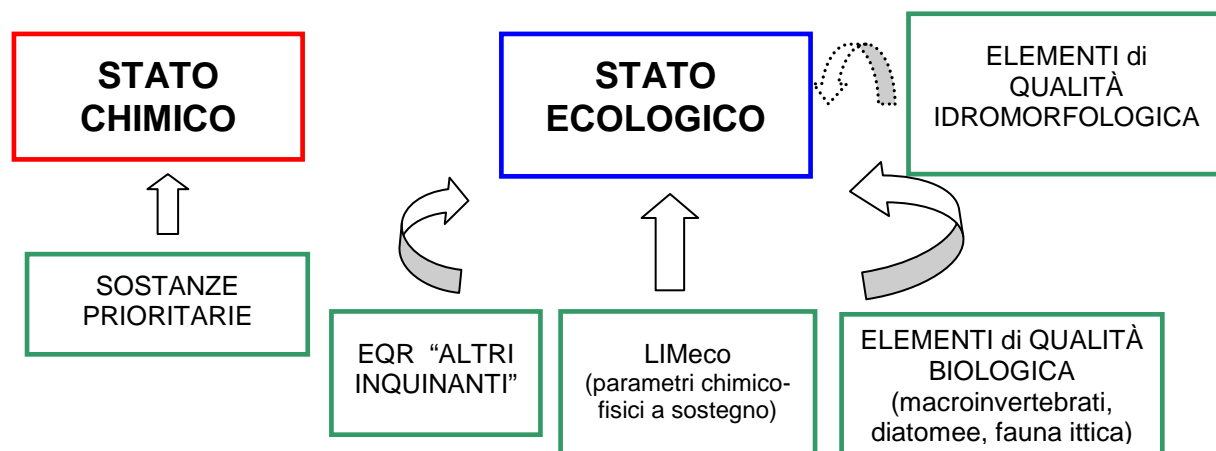 STATO
CHIMICO
STATO
ECOLOGICO
ELEMENTI di
QUALITÀ
IDROMORFOLOGICA
SOSTANZE
PRIORITARIE
EQR “ALTRI
INQUINANTI”
LIMeco
(parametri chimico-
fisici a sostegno)
ELEMENTI di QUALITÀ
BIOLOGICA
(macroinvertebrati,
diatomee, fauna ittica)